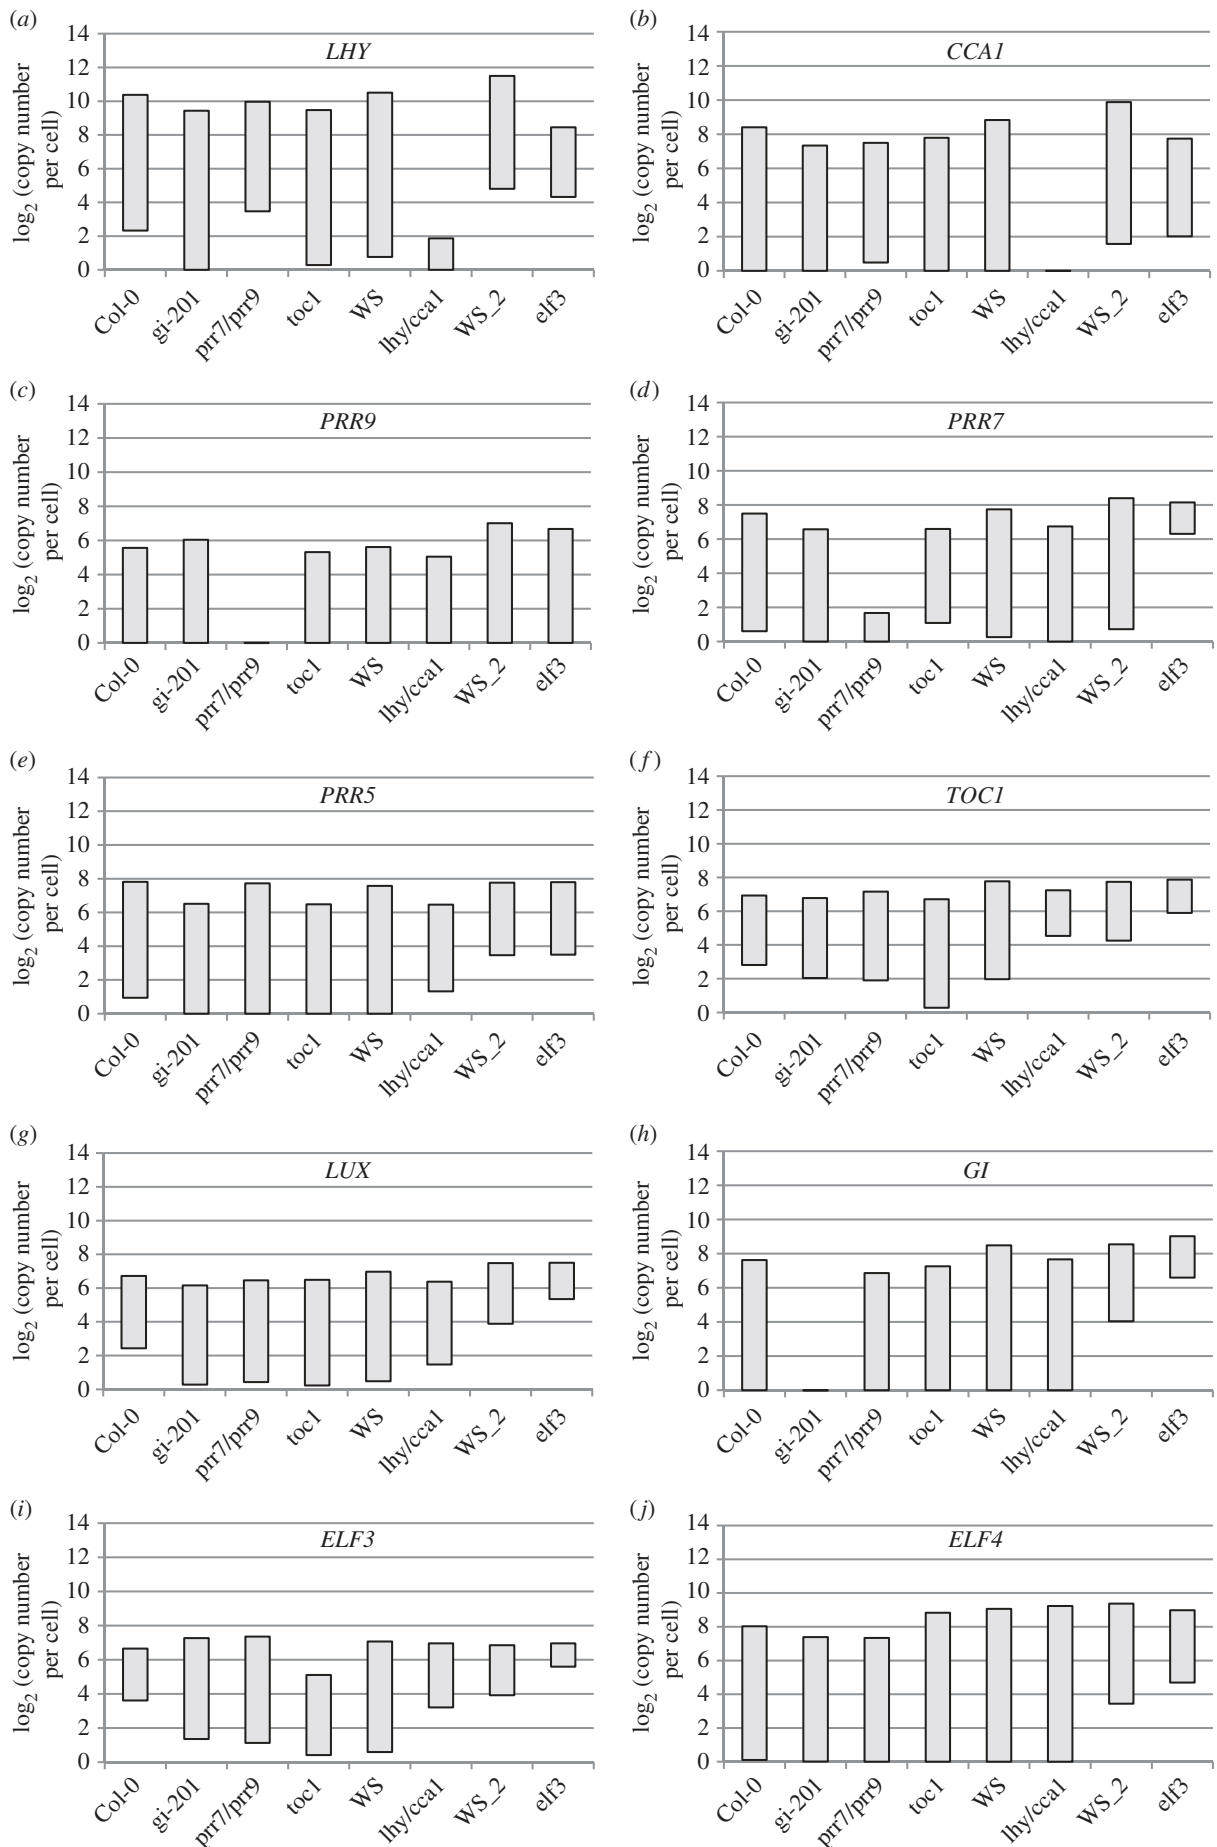 (a)
LHY
log2 (copy number
per cell)
14
12
10
8
6
4
2
0
Col-0
gi-201
prr7/prr9
toc1
WS
lhy/cca1
WS_2
elf3
(b)
CCA1
log2 (copy number
per cell)
14
12
10
8
6
4
2
0
Col-0
gi-201
prr7/prr9
toc1
WS
lhy/cca1
WS_2
elf3
(c)
PRR9
log2 (copy number
per cell)
14
12
10
8
6
4
2
0
Col-0
gi-201
prr7/prr9
toc1
WS
lhy/cca1
WS_2
elf3
(d)
PRR7
log2 (copy number
per cell)
14
12
10
8
6
4
2
0
Col-0
gi-201
prr7/prr9
toc1
WS
lhy/cca1
WS_2
elf3
(e)
PRR5
log2 (copy number
per cell)
14
12
10
8
6
4
2
0
Col-0
gi-201
prr7/prr9
toc1
WS
lhy/cca1
WS_2
elf3
(f)
TOC1
log2 (copy number
per cell)
14
12
10
8
6
4
2
0
Col-0
gi-201
prr7/prr9
toc1
WS
lhy/cca1
WS_2
elf3
(g)
LUX
log2 (copy number
per cell)
14
12
10
8
6
4
2
0
Col-0
gi-201
prr7/prr9
toc1
WS
lhy/cca1
WS_2
elf3
(h)
GI
log2 (copy number
per cell)
14
12
10
8
6
4
2
0
Col-0
gi-201
prr7/prr9
toc1
WS
lhy/cca1
WS_2
elf3
(i)
ELF3
log2 (copy number
per cell)
14
12
10
8
6
4
2
0
Col-0
gi-201
prr7/prr9
toc1
WS
lhy/cca1
WS_2
elf3
(j)
ELF4
log2 (copy number
per cell)
14
12
10
8
6
4
2
0
Col-0
gi-201
prr7/prr9
toc1
WS
lhy/cca1
WS_2
elf3